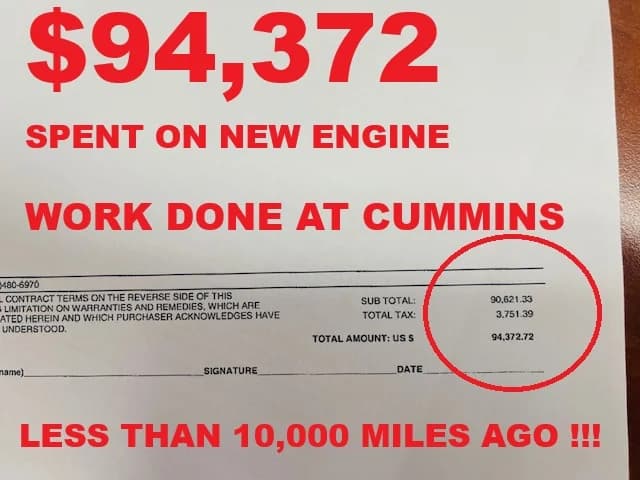 $94,372
SPENT ON NEW ENGINE
WORK DONE AT CUMMINS
)480-6970
L CONTRACT TERMS ON THE REVERSE SIDE OF THIS
LIMITATION ON WARRANTIES AND REMEDIES, WHICH ARE
ATED HEREIN AND WHICH PURCHASER ACKNOWLEDGES HAVE
UNDERSTOOD.
SUB TOTAL: 90,621.33
TOTAL TAX: 3,751.39
TOTAL AMOUNT: US $ 94,372.72
name) SIGNATURE DATE
LESS THAN 10,000 MILES AGO !!!